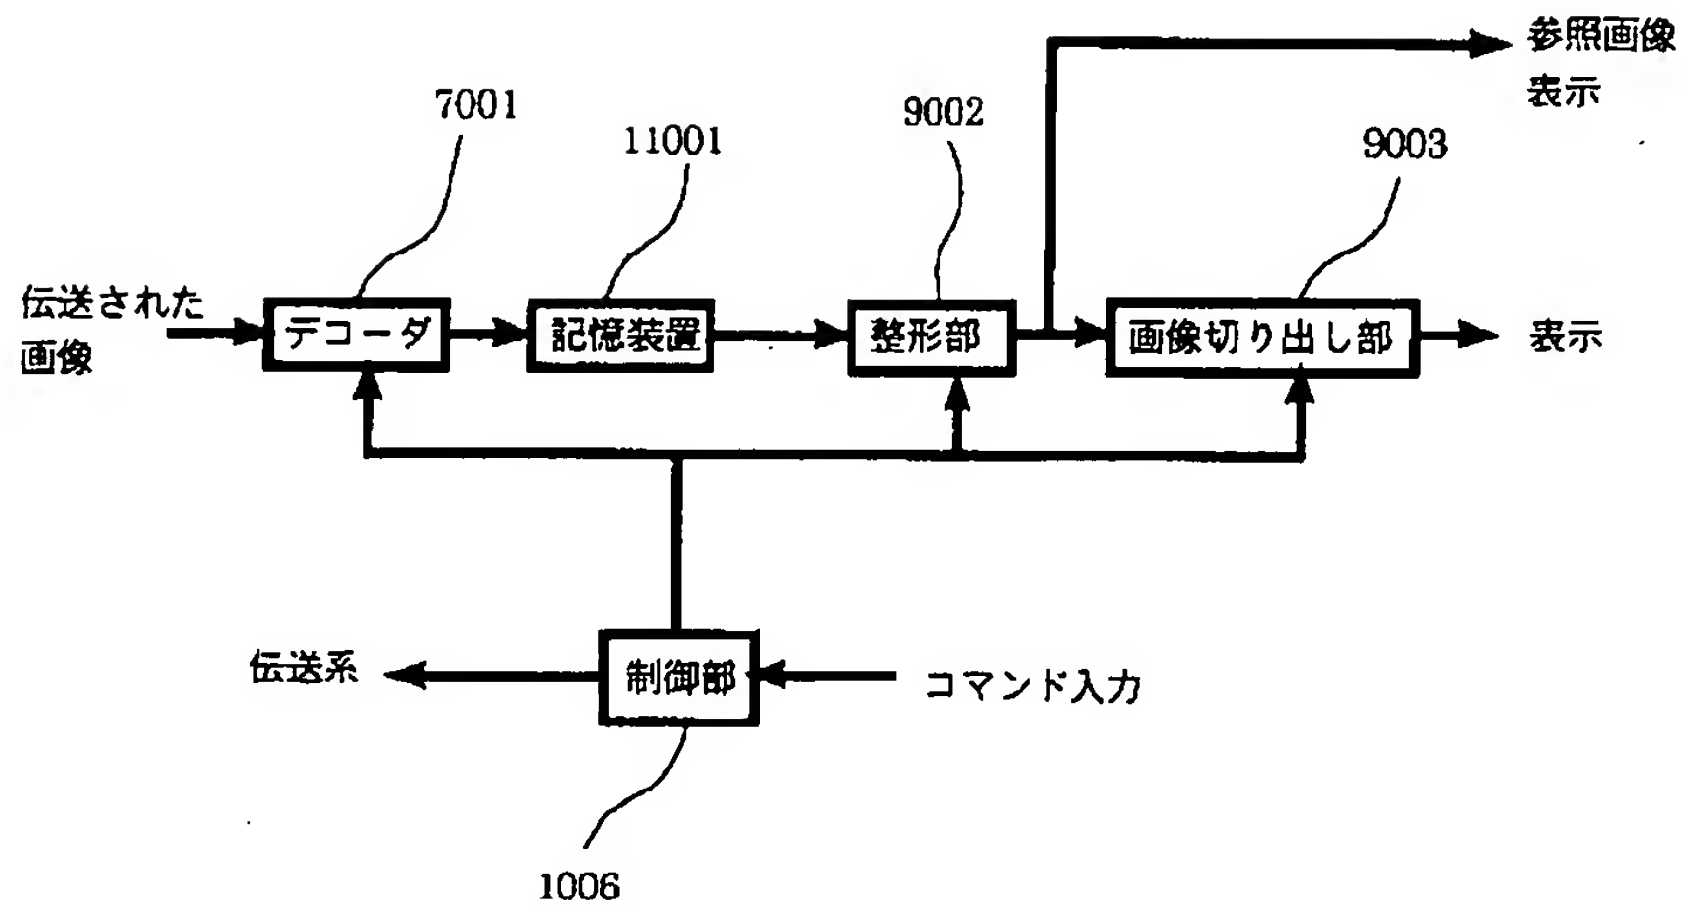 参照画像
表示
7001
11001
9002
9003
伝送された
画像
デコーダ
記憶装置
整形部
画像切り出し部
表示
伝送系
制御部
コマンド入力
1006